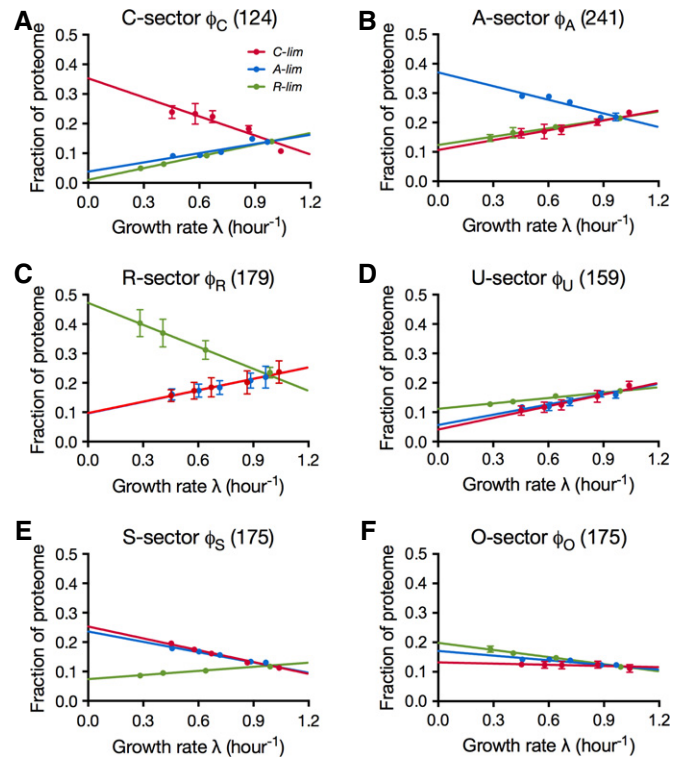 A
C-sector ϕC (124)
Fraction of proteome
0.5
0.4
0.3
0.2
0.1
0.0
C-lim
A-lim
R-lim
0.0 0.3 0.6 0.9 1.2
Growth rate λ (hour-1)
B
A-sector ϕA (241)
Fraction of proteome
0.5
0.4
0.3
0.2
0.1
0.0
0.0 0.3 0.6 0.9 1.2
Growth rate λ (hour-1)
C
R-sector ϕR (179)
Fraction of proteome
0.5
0.4
0.3
0.2
0.1
0.0
0.0 0.3 0.6 0.9 1.2
Growth rate λ (hour-1)
D
U-sector ϕU (159)
Fraction of proteome
0.5
0.4
0.3
0.2
0.1
0.0
0.0 0.3 0.6 0.9 1.2
Growth rate λ (hour-1)
E
S-sector ϕS (175)
Fraction of proteome
0.5
0.4
0.3
0.2
0.1
0.0
0.0 0.3 0.6 0.9 1.2
Growth rate λ (hour-1)
F
O-sector ϕO (175)
Fraction of proteome
0.5
0.4
0.3
0.2
0.1
0.0
0.0 0.3 0.6 0.9 1.2
Growth rate λ (hour-1)